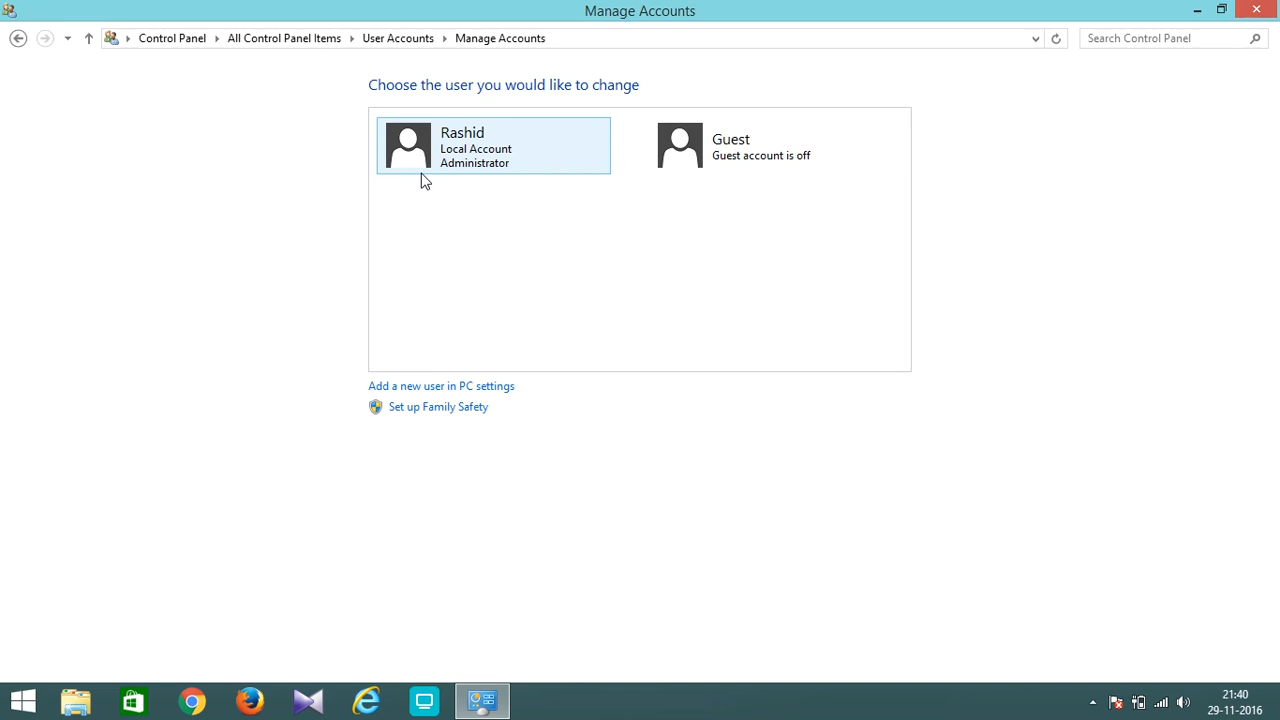 Manage Accounts
Control Panel All Control Panel Items User Accounts Manage Accounts
Search Control Panel
Choose the user you would like to change
Rashid
Local Account
Administrator
Guest
Guest account is off
Add a new user in PC settings
Set up Family Safety
21:40
29-11-2016